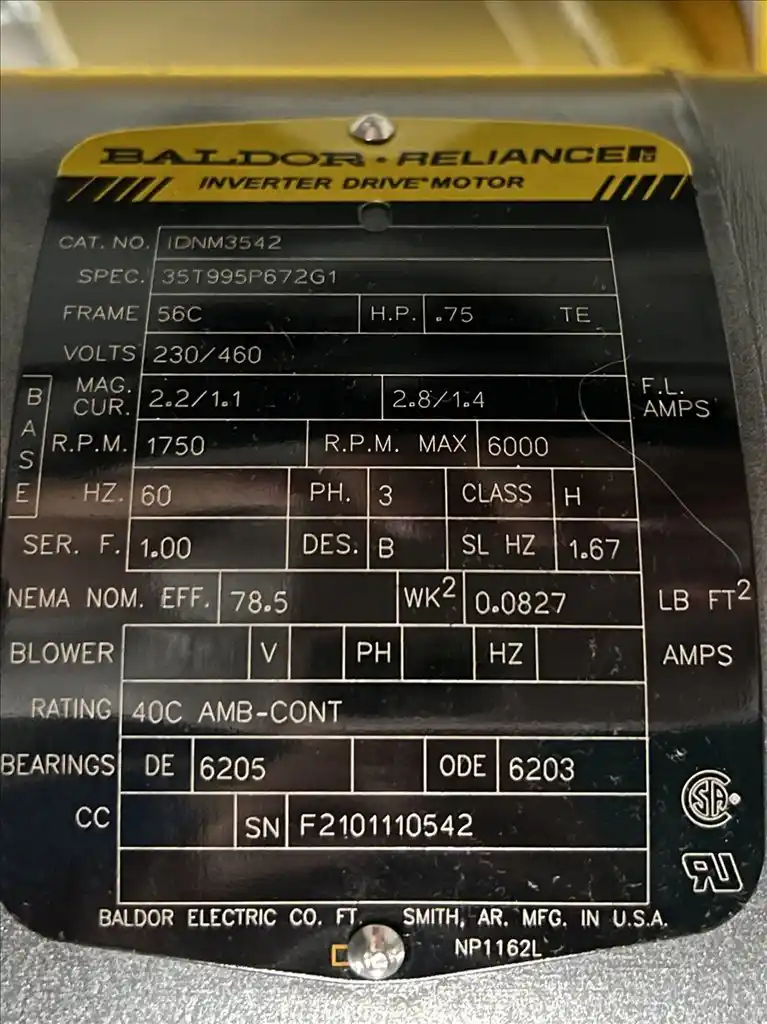 BALDOR • RELIANCE
INVERTER DRIVE MOTOR
CAT. NO. IDNM3542
SPEC. 35T995P672G1
FRAME 56C H.P. .75 TE
VOLTS 230/460
MAG. CUR. 2.2/1.1 2.8/1.4 F.L. AMPS
BASE
R.P.M. 1750 R.P.M. MAX 6000
HZ. 60 PH. 3 CLASS H
SER. F. 1.00 DES. B SL HZ 1.67
NEMA NOM. EFF. 78.5 WK² 0.0827 LB FT²
BLOWER V PH HZ AMPS
RATING 40C AMB-CONT
BEARINGS DE 6205 ODE 6203
CC SN F2101110542
SA®
RU
BALDOR ELECTRIC CO. FT. SMITH, AR. MFG. IN U.S.A.
NP1162L